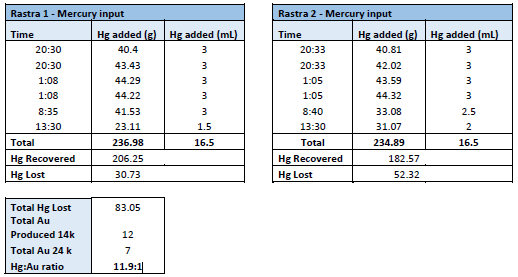 Rastra 1 - Mercury input
Time Hg added (g) Hg added (mL)
20:30 40.4 3
20:30 43.43 3
1:08 44.29 3
1:08 44.22 3
8:35 41.53 3
13:30 23.11 1.5
Total 236.98 16.5
Hg Recovered 206.25
Hg Lost 30.73
Rastra 2 - Mercury input
Time Hg added (g) Hg added (mL)
20:33 40.81 3
20:33 42.02 3
1:05 43.59 3
1:05 44.32 3
8:40 33.08 2.5
13:30 31.07 2
Total 234.89 16.5
Hg Recovered 182.57
Hg Lost 52.32
Total Hg Lost 83.05
Total Au
Produced 14k 12
Total Au 24 k 7
Hg:Au ratio 11.9:1